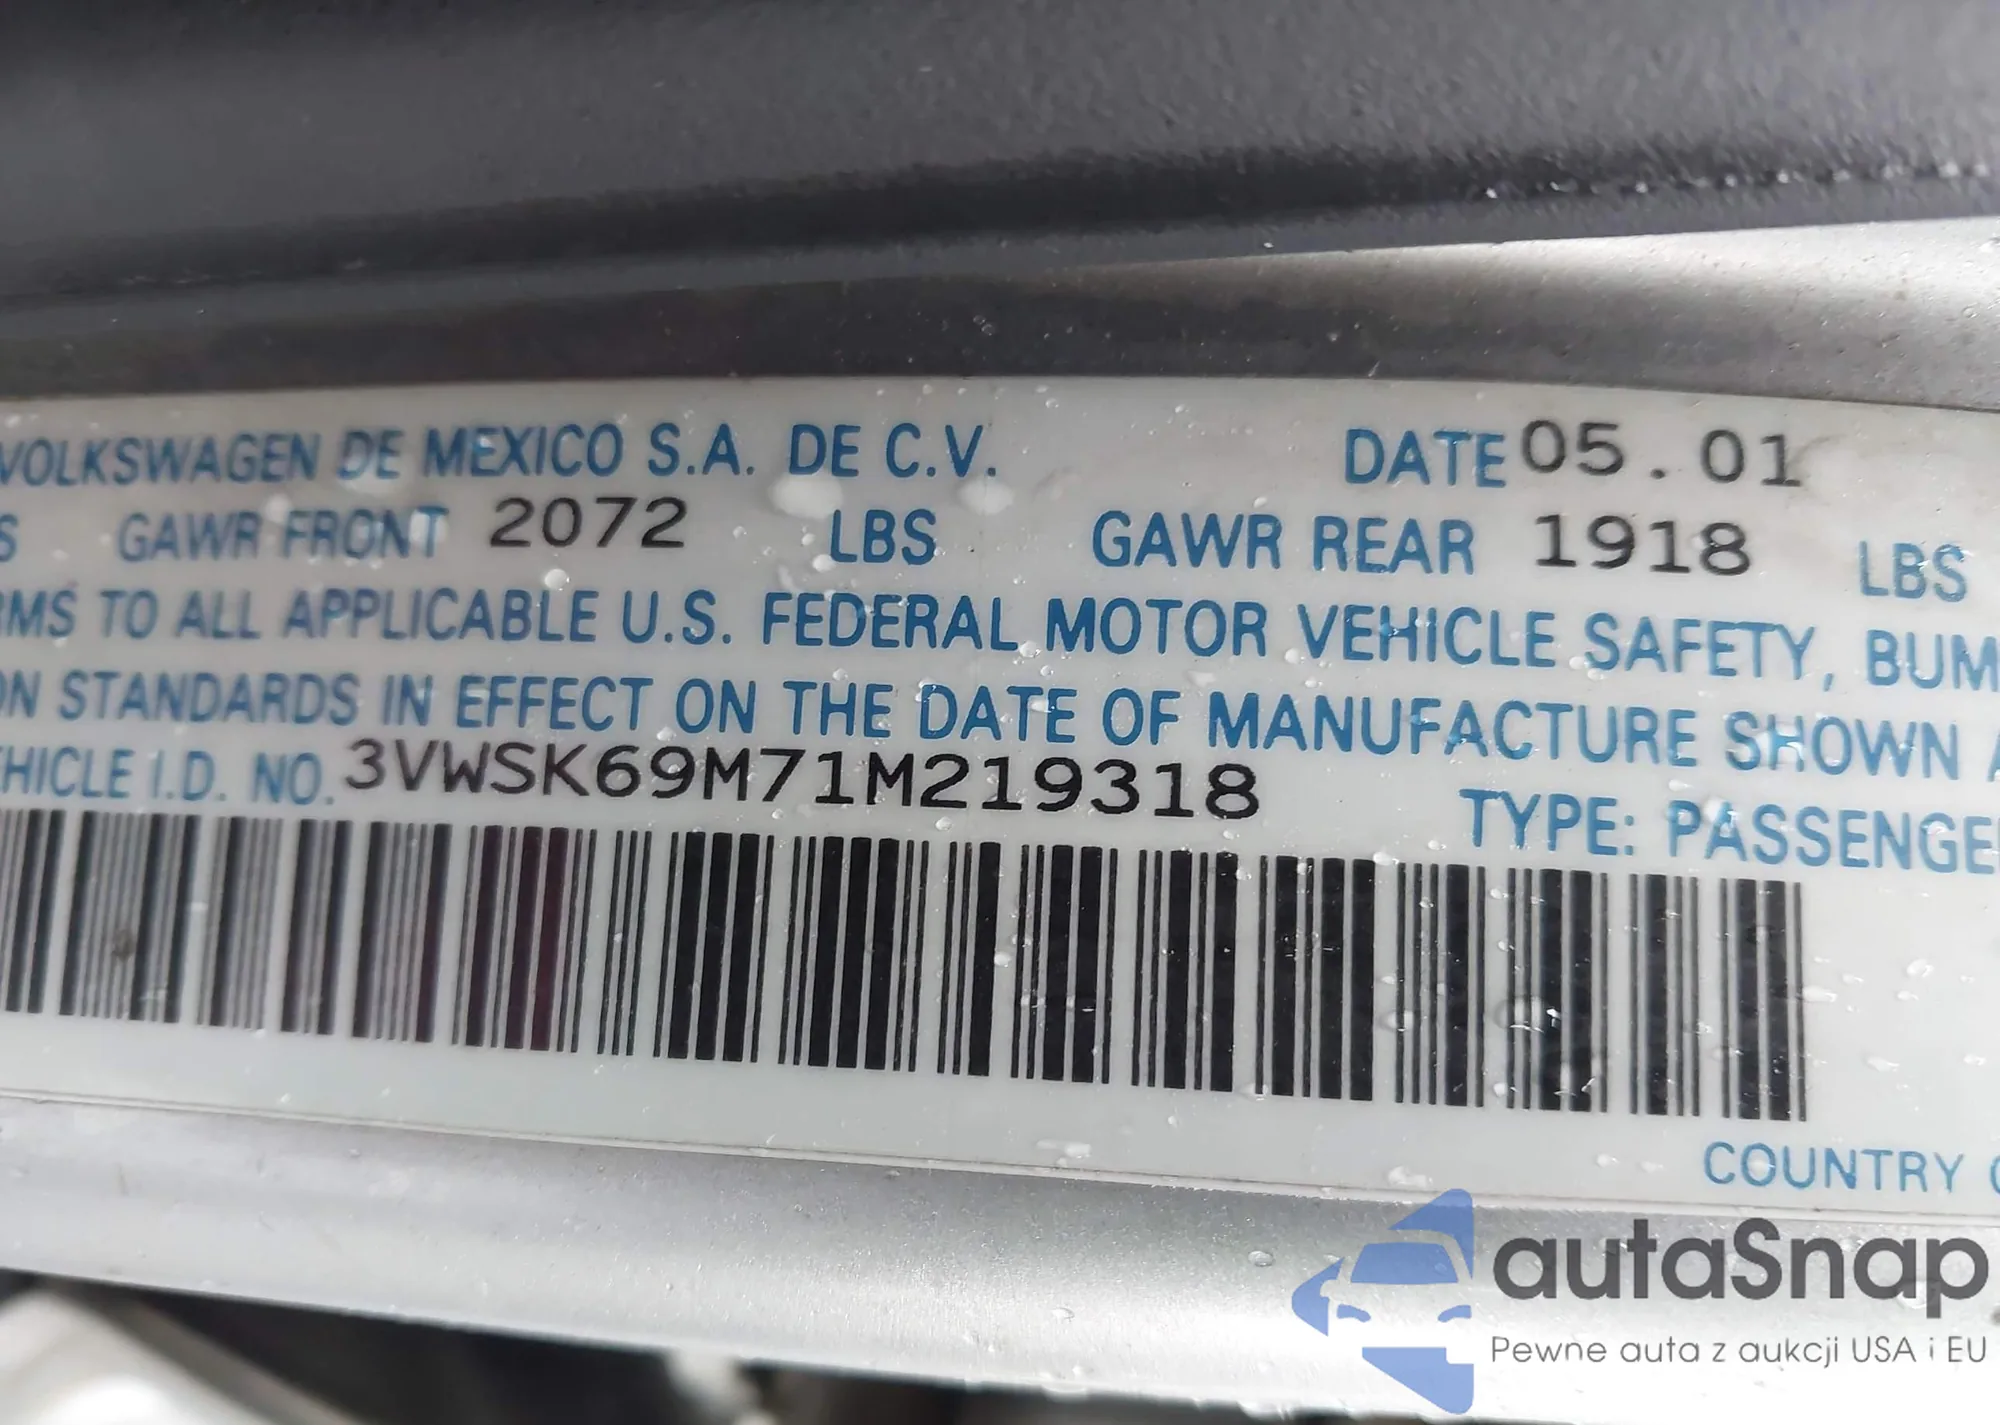 VOLKSWAGEN DE MEXICO S.A. DE C.V. DATE 05.01
S GAWR FRONT 2072 LBS GAWR REAR 1918 LBS
RMS TO ALL APPLICABLE U.S. FEDERAL MOTOR VEHICLE SAFETY, BUM
ON STANDARDS IN EFFECT ON THE DATE OF MANUFACTURE SHOWN A
EHICLE I.D. NO. 3VWSK69M71M219318
TYPE: PASSENGE
COUNTRY O
autaSnap
Pewne auta z aukcji USA i EU